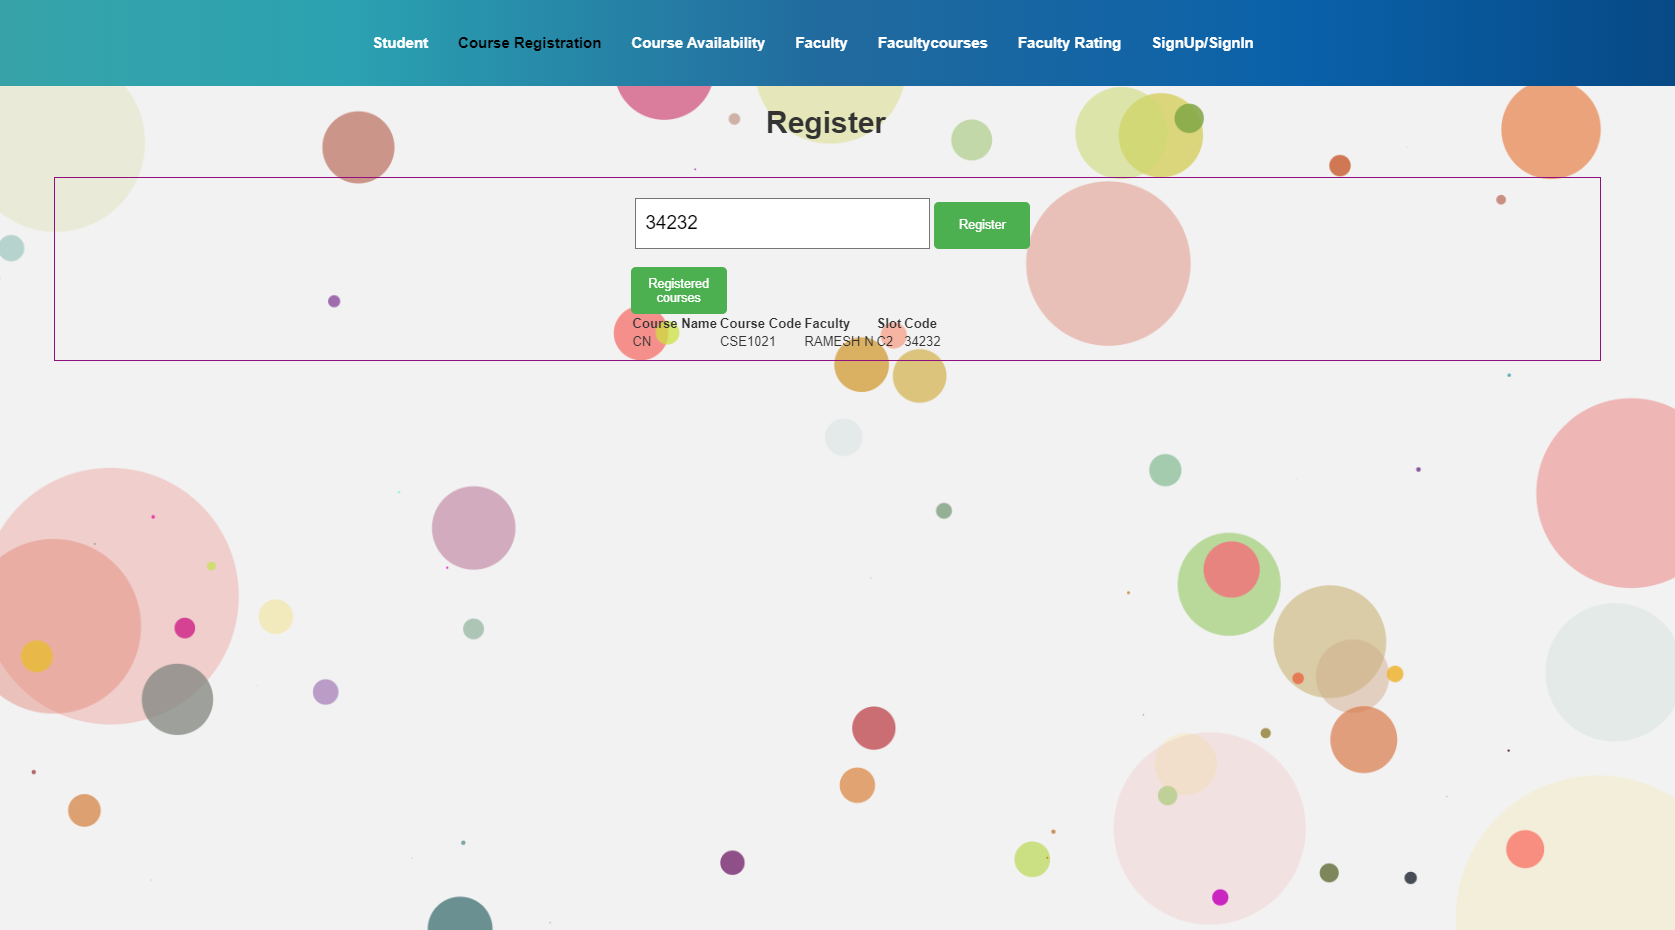 Student Course Registration Course Availability Faculty Facultycourses Faculty Rating SignUp/SignIn
Register
34232 Register
Registered
courses
Course Name Course Code Faculty Slot Code
CN CSE1021 RAMESH N C2 34232